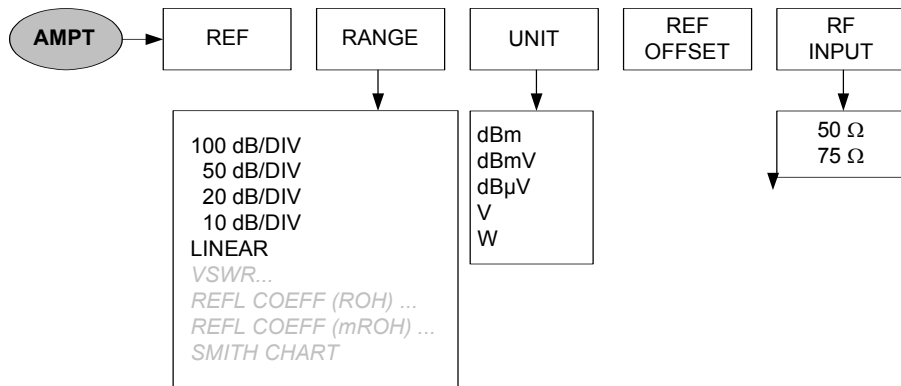 AMPT
REF
RANGE
UNIT
REF
OFFSET
RF
INPUT
100 dB/DIV
50 dB/DIV
20 dB/DIV
10 dB/DIV
LINEAR
VSWR...
REFL COEFF (ROH) ...
REFL COEFF (mROH) ...
SMITH CHART
dBm
dBmV
dBµV
V
W
50 Ω
75 Ω